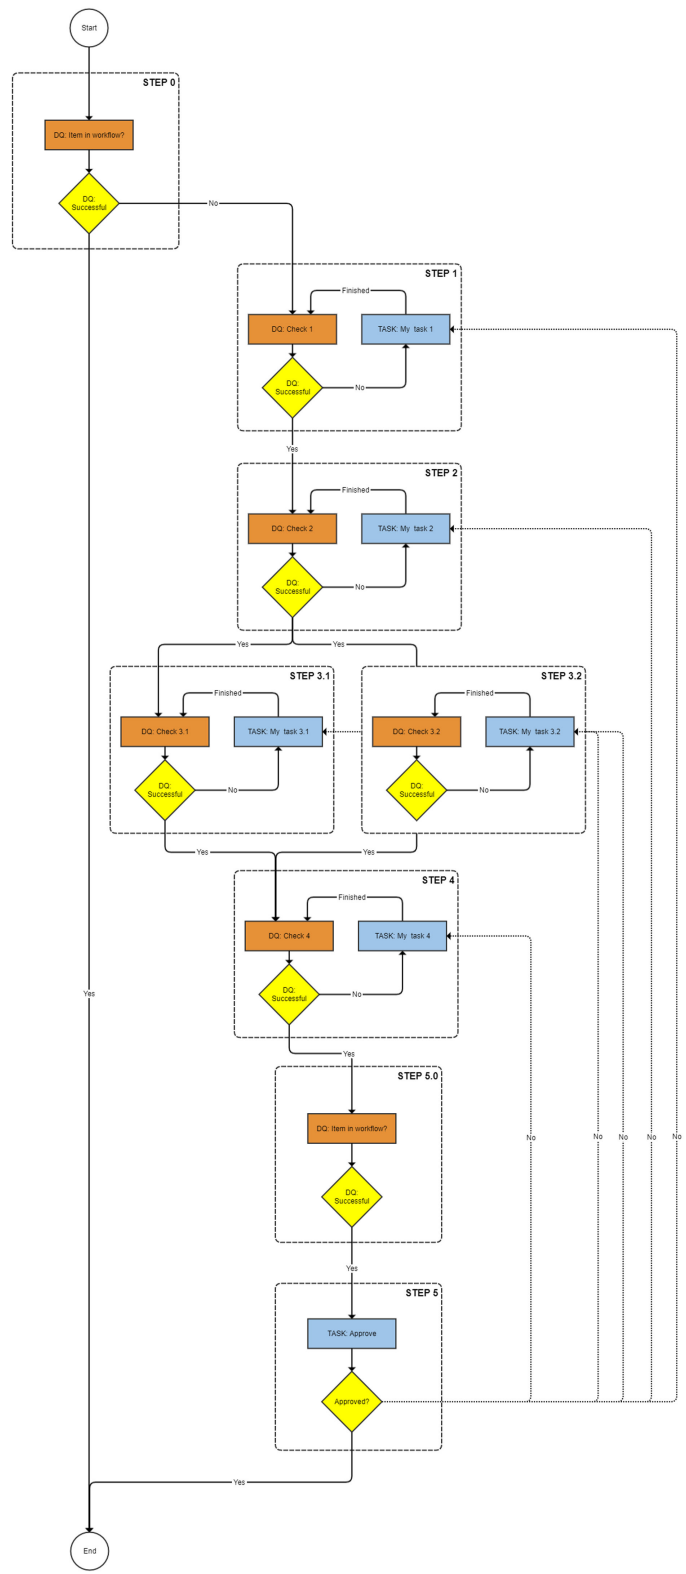 Start
STEP 0
DQ: Item in workflow?
DQ:
Successful
No
STEP 1
Finished
DQ: Check 1
TASK: My task 1
DQ:
Successful
No
Yes
STEP 2
Finished
DQ: Check 2
TASK: My task 2
DQ:
Successful
No
Yes
Yes
STEP 3.1
Finished
DQ: Check 3.1
TASK: My task 3.1
DQ:
Successful
No
STEP 3.2
Finished
DQ: Check 3.2
TASK: My task 3.2
DQ:
Successful
No
Yes
Yes
STEP 4
Finished
DQ: Check 4
TASK: My task 4
DQ:
Successful
No
Yes
Yes
STEP 5.0
DQ: Item in workflow?
DQ:
Successful
No
No
No
No
No
Yes
STEP 5
TASK: Approve
Approved?
Yes
End